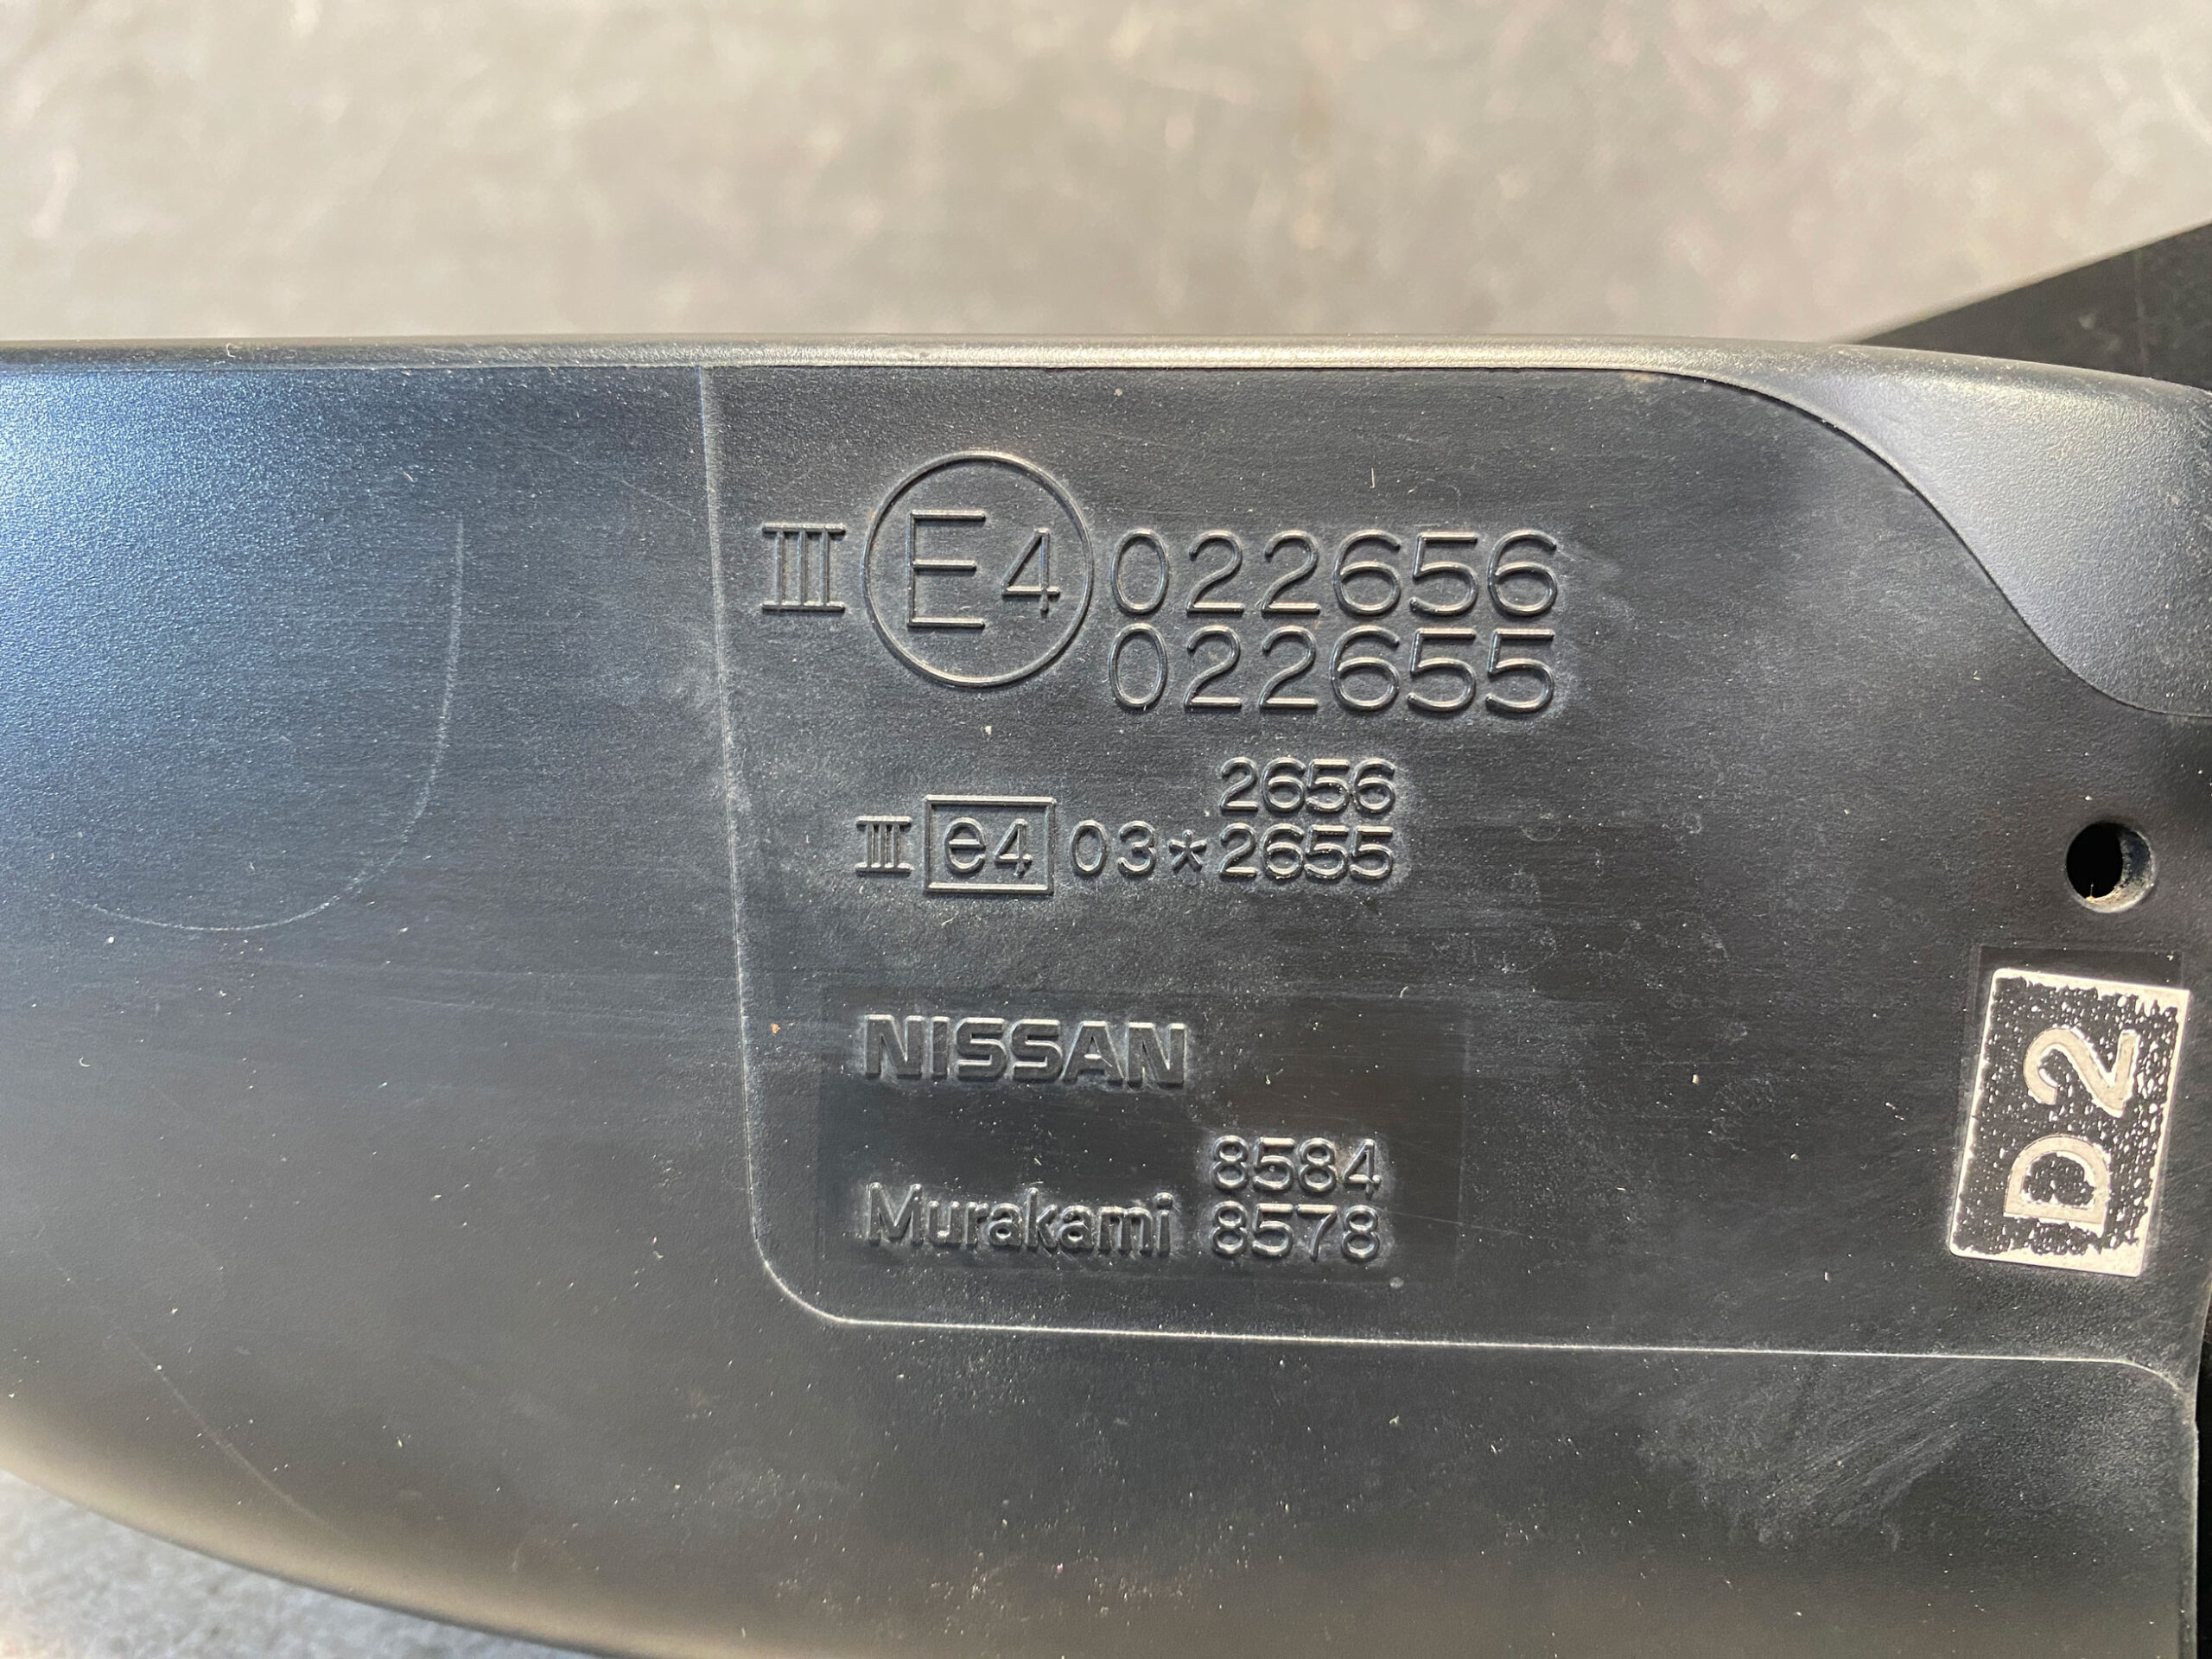 III E4 022656
022655
2656
III e4 03*2655
NISSAN
8584
Murakami 8578
D2